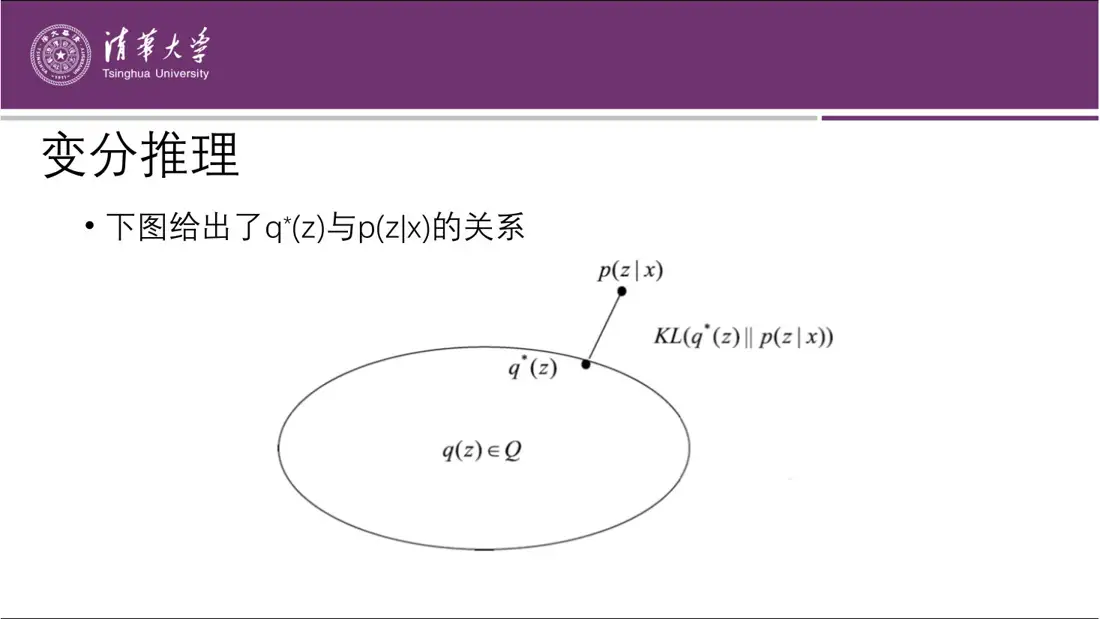 清华大学
Tsinghua University
变分推理
• 下图给出了q*(z)与p(z|x)的关系
p(z | x)
KL(q*(z) || p(z | x))
q*(z)
q(z) ∈ Q